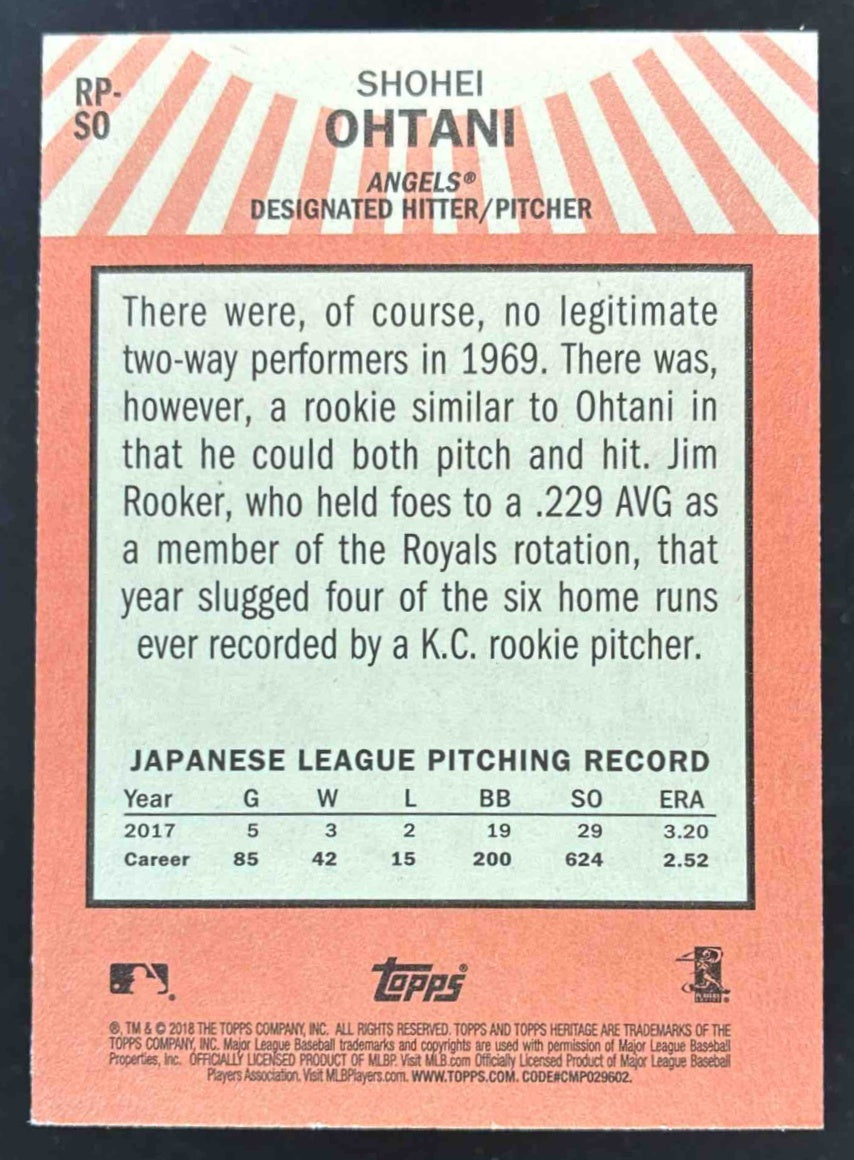 RP-
SO
SHOHEI
OHTANI
ANGELS®
DESIGNATED HITTER/PITCHER
There were, of course, no legitimate
two-way performers in 1969. There was,
however, a rookie similar to Ohtani in
that he could both pitch and hit. Jim
Rooker, who held foes to a .229 AVG as
a member of the Royals rotation, that
year slugged four of the six home runs
ever recorded by a K.C. rookie pitcher.
JAPANESE LEAGUE PITCHING RECORD
Year G W L BB SO ERA
2017 5 3 2 19 29 3.20
Career 85 42 15 200 624 2.52
topps®
®, TM & © 2018 THE TOPPS COMPANY, INC. ALL RIGHTS RESERVED. TOPPS AND TOPPS HERITAGE ARE TRADEMARKS OF THE
TOPPS COMPANY, INC. Major League Baseball trademarks and copyrights are used with permission of Major League Baseball
Properties, Inc. OFFICIALLY LICENSED PRODUCT OF MLBP. Visit MLB.com Officially Licensed Product of Major League Baseball
Players Association. Visit MLBPlayers.com. WWW.TOPPS.COM. CODE#CMP029602.